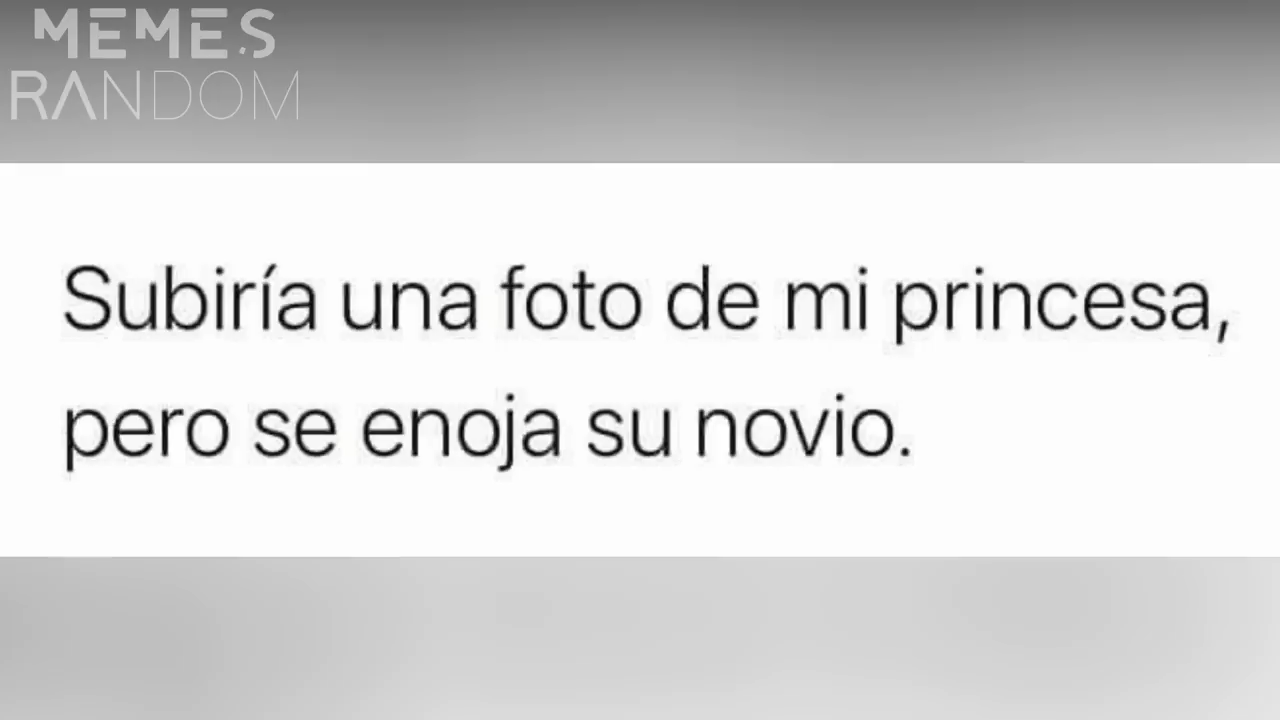 MEMES
RANDOM
Subiría una foto de mi princesa,
pero se enoja su novio.